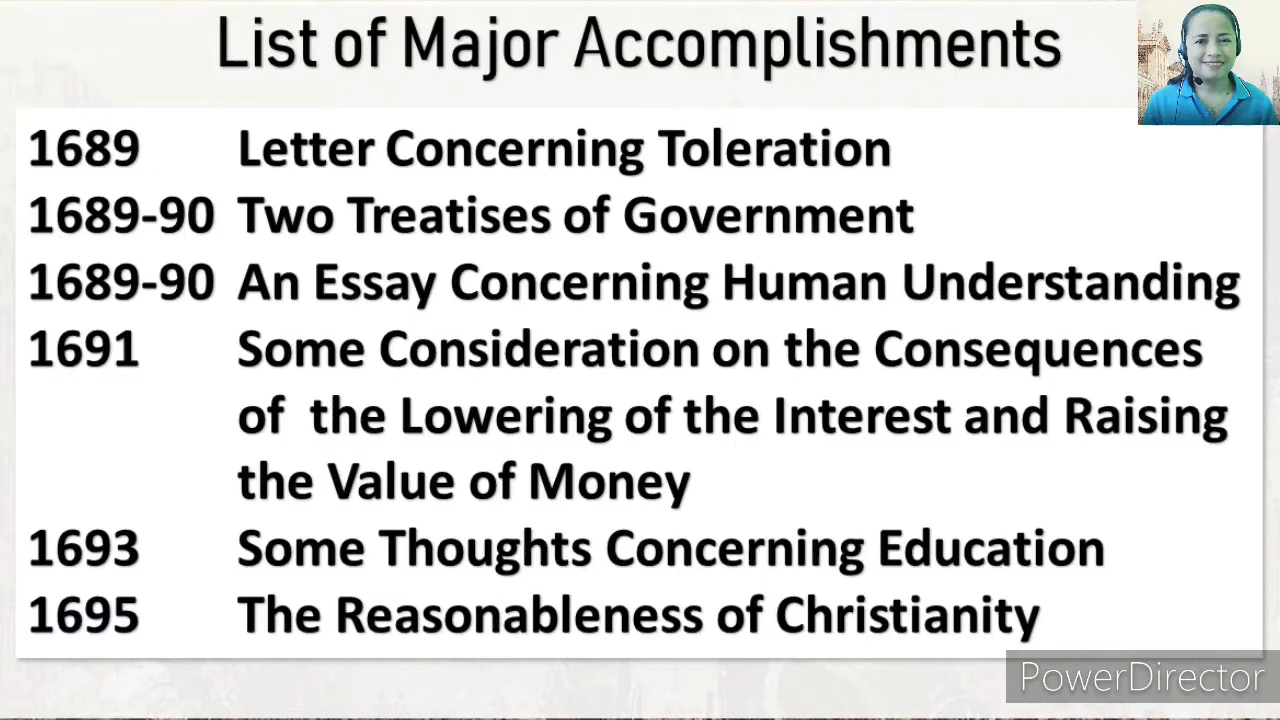 List of Major Accomplishments
1689 Letter Concerning Toleration
1689-90 Two Treatises of Government
1689-90 An Essay Concerning Human Understanding
1691 Some Consideration on the Consequences
of the Lowering of the Interest and Raising
the Value of Money
1693 Some Thoughts Concerning Education
1695 The Reasonableness of Christianity
PowerDirector